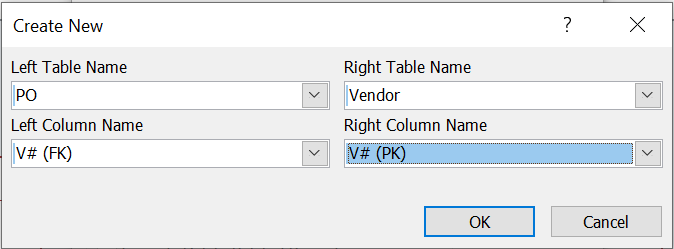 Create New
?
Left Table Name
Right Table Name
PO
Vendor
Left Column Name
Right Column Name
V# (FK)
V# (PK)
OK
Cancel